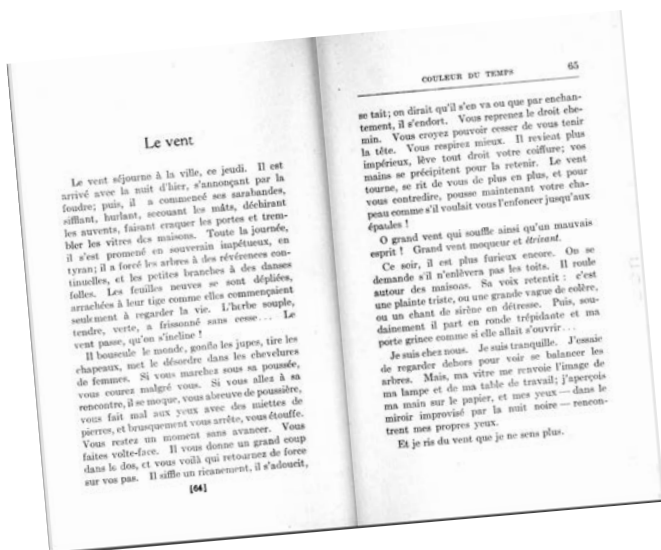 Le vent
Le vent séjourne à la ville, ce jeudi. Il est
arrivé avec la nuit d'hier, s'annonçant par la
foudre; puis, il a commencé ses sarabandes,
sifflant, hurlant, secouant les mâts, déchirant
les auvents, faisant craquer les portes et trem-
bler les vitres des maisons. Toute la journée,
il s'est promené en souverain impétueux, en
tyran; il a forcé les arbres à des révérences con-
tinuelles, et les petites branches à des danses
folles. Les feuilles neuves se sont dépliées,
arrachées à leur tige comme elles commençaient
seulement à regarder la vie. L'herbe souple,
tendre, verte, a frissonné sans cesse... Le
vent passe, qu'on s'incline !
Il bouscule le monde, gonfle les jupes, tire les
chapeaux, met le désordre dans les chevelures
de femmes. Si vous marchez sous sa poussée,
vous courez malgré vous. Si vous allez à sa
rencontre, il se moque, vous abreuve de poussière,
vous fait mal aux yeux avec des miettes de
pierres, et brusquement vous arrête, vous étouffe.
Vous restez un moment sans avancer. Vous
faites volte-face. Il vous donne un grand coup
dans le dos, et vous voilà qui retournez de force
sur vos pas. Il siffle un ricanement, il s'adoucit,
[64]
COULEUR DU TEMPS 65
se tait; on dirait qu'il s'en va ou que par enchan-
tement, il s'endort. Vous reprenez le droit che-
min. Vous croyez pouvoir cesser de vous tenir
la tête. Vous respirez mieux. Il revient plus
impérieux, lève tout droit votre coiffure; vos
mains se précipitent pour la retenir. Le vent
tourne, se rit de vous de plus en plus, et pour
vous contredire, pousse maintenant votre cha-
peau comme s'il voulait vous l'enfoncer jusqu'aux
épaules !
O grand vent qui souffle ainsi qu'un mauvais
esprit ! Grand vent moqueur et étrivant.
Ce soir, il est plus furieux encore. On se
demande s'il n'enlèvera pas les toits. Il roule
autour des maisons. Sa voix retentit : c'est
une plainte triste, ou une grande vague de colère,
ou un chant de sirène en détresse. Puis, sou-
dainement il part en ronde trépidante et ma
porte grince comme si elle allait s'ouvrir...
Je suis chez nous. Je suis tranquille. J'essaie
de regarder dehors pour voir se balancer les
arbres. Mais, ma vitre me renvoie l'image de
ma lampe et de ma table de travail; j'aperçois
ma main sur le papier, et mes yeux — dans le
miroir improvisé par la nuit noire — rencon-
trent mes propres yeux.
Et je ris du vent que je ne sens plus.